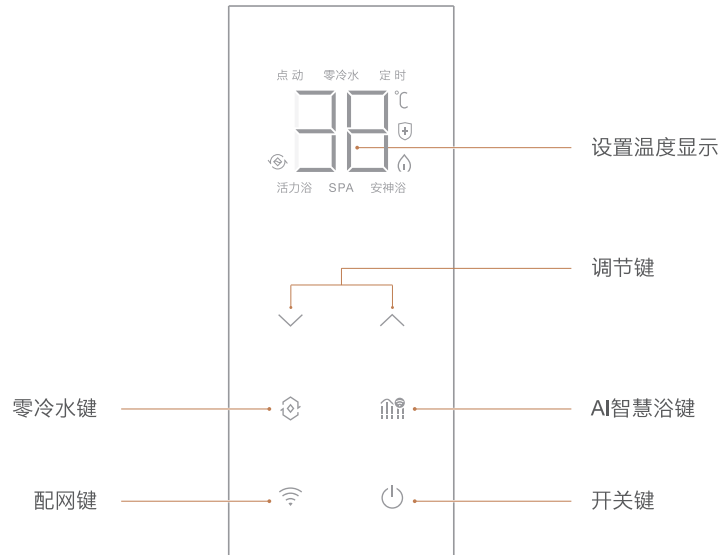 点动 零冷水 定时
38 ℃
设置温度显示
活力浴 SPA 安神浴
调节键
零冷水键
AI智慧浴键
配网键
开关键